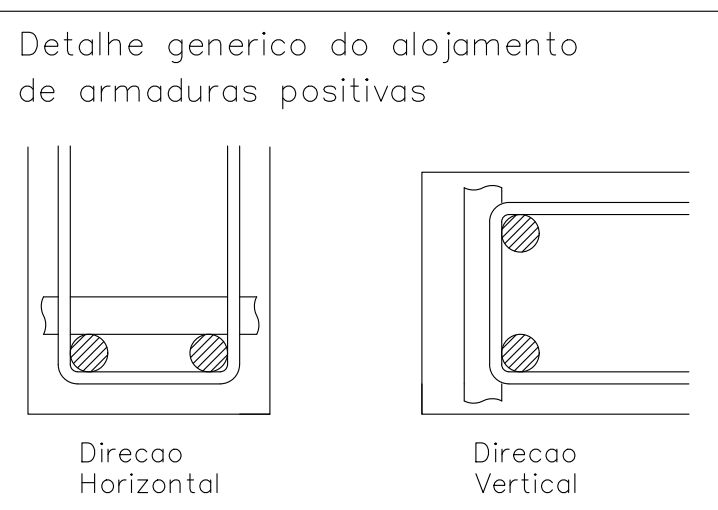 Detalhe generico do alojamento
de armaduras positivas
Direcao
Horizontal
Direcao
Vertical